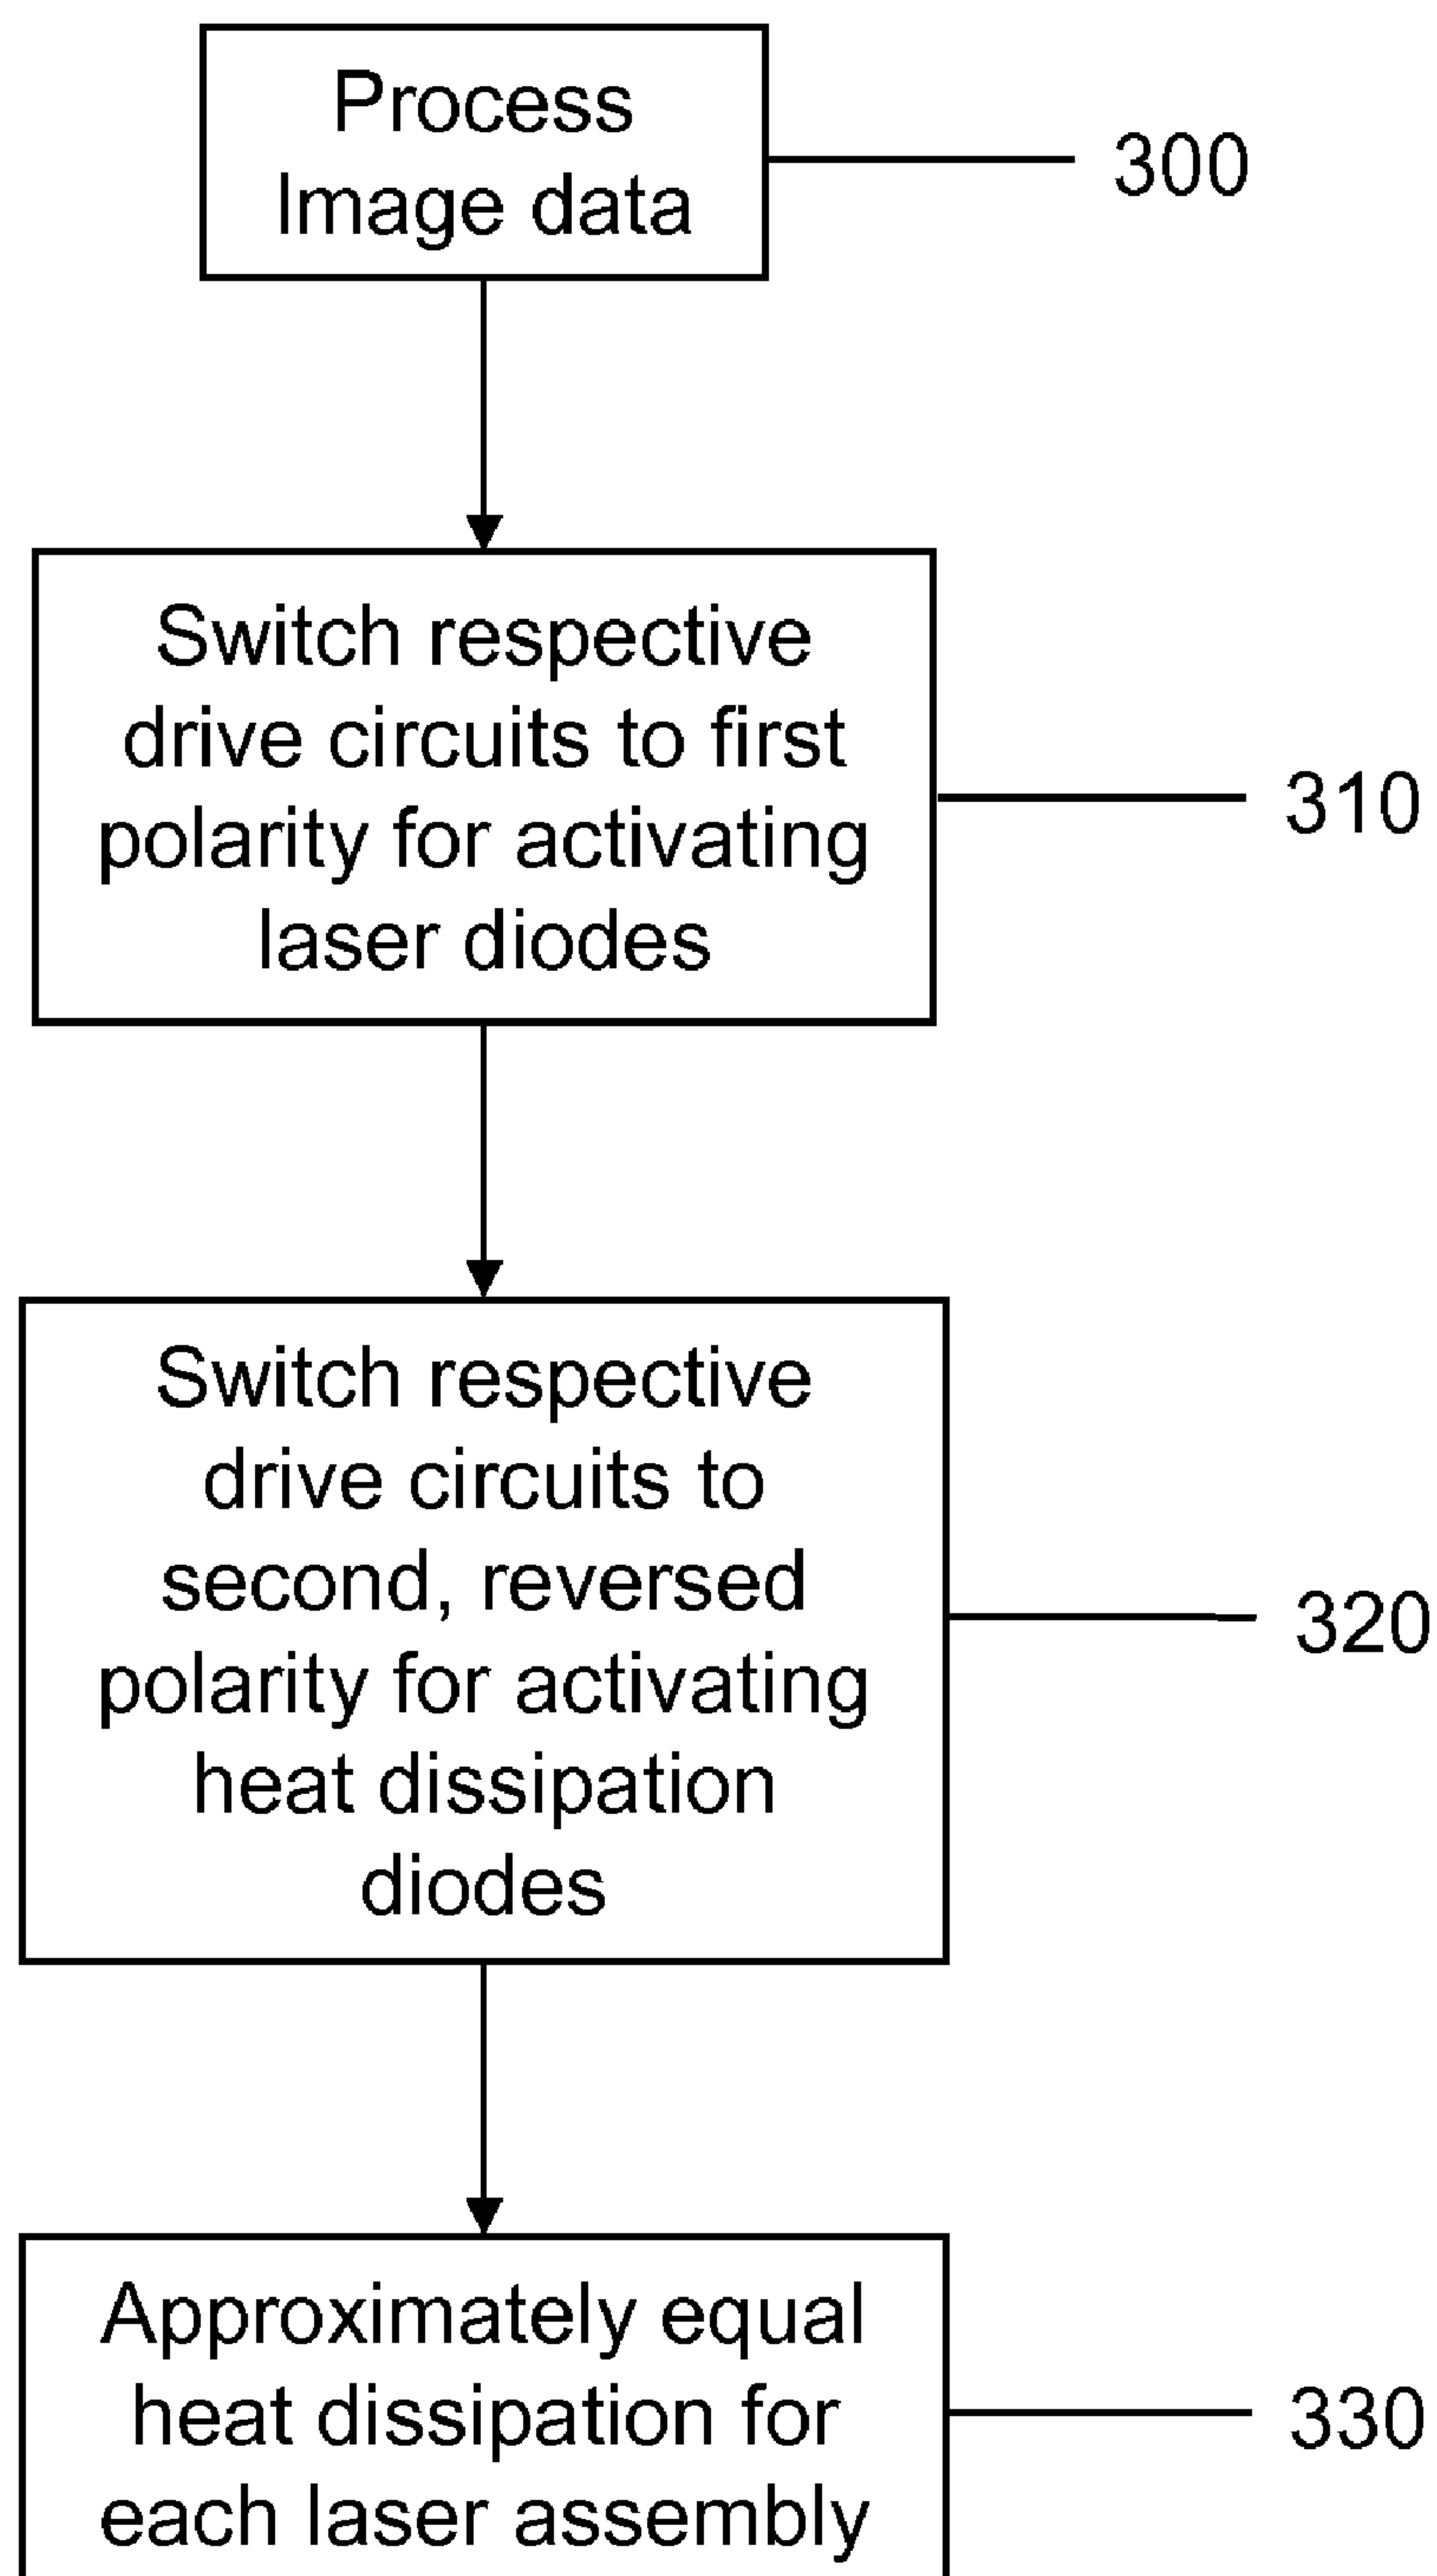 Process
Image data
300
Switch respective
drive circuits to first
polarity for activating
laser diodes
310
Switch respective
drive circuits to
second, reversed
polarity for activating
heat dissipation
diodes
320
Approximately equal
heat dissipation for
each laser assembly
330